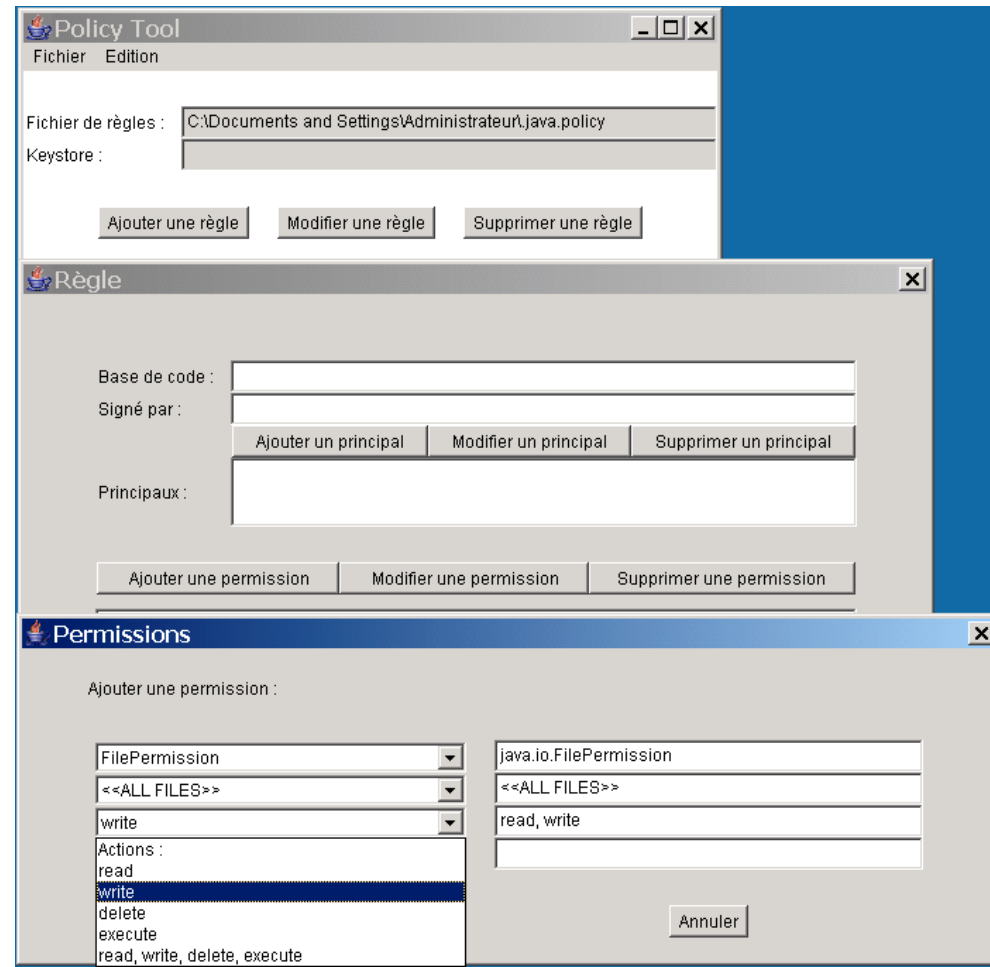 Policy Tool
Fichier Edition
Fichier de règles : C:\Documents and Settings\Administrateur\.java.policy
Keystore :
Ajouter une règle Modifier une règle Supprimer une règle
Règle
Base de code :
Signé par :
Ajouter un principal Modifier un principal Supprimer un principal
Principaux :
Ajouter une permission Modifier une permission Supprimer une permission
Permissions
Ajouter une permission :
FilePermission java.io.FilePermission
<<ALL FILES>> <<ALL FILES>>
write read, write
Actions :
read
write
delete
execute
read, write, delete, execute
Annuler